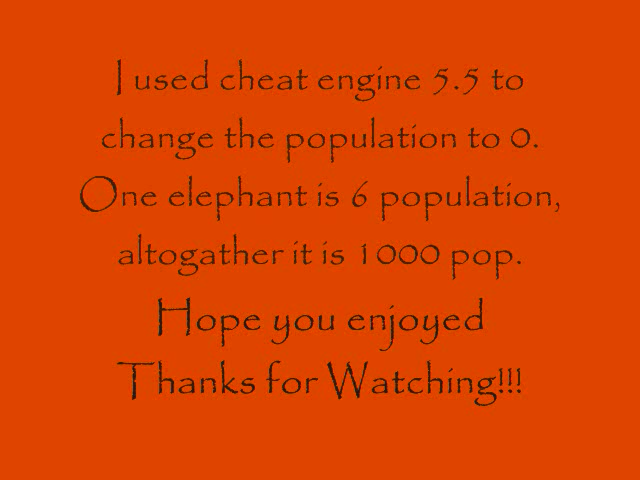 I used cheat engine 5.5 to
change the population to 0.
One elephant is 6 population,
altogather it is 1000 pop.
Hope you enjoyed
Thanks for Watching!!!